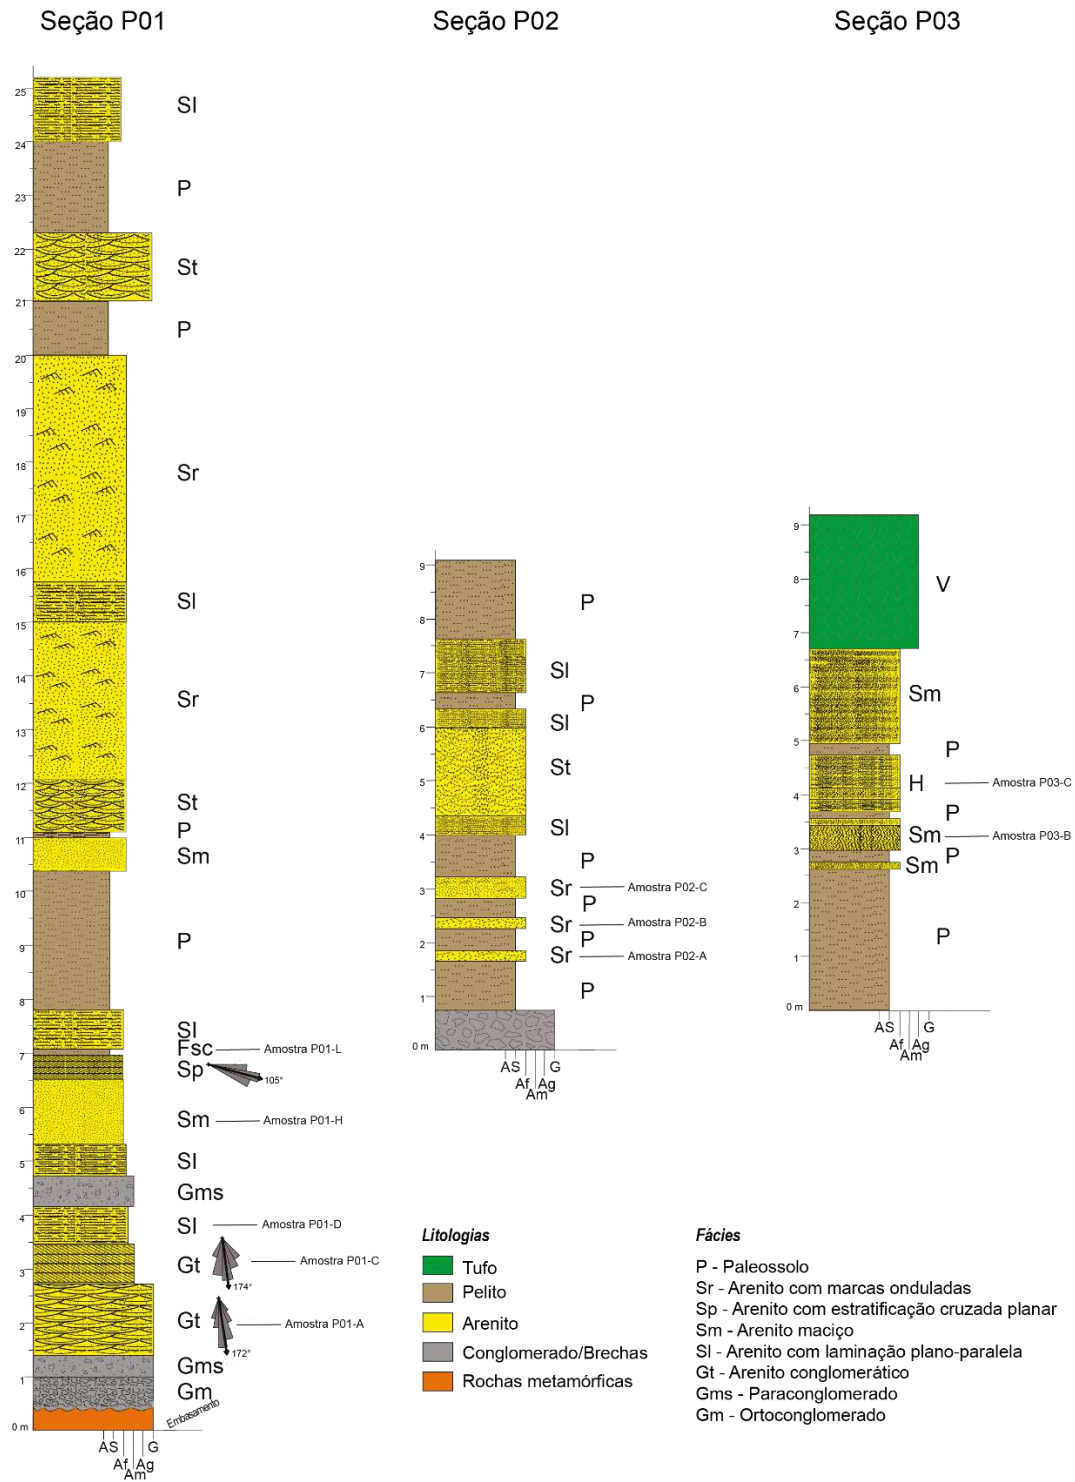 Seção P01
Seção P02
Seção P03
25
24
23
22
21
20
19
18
17
16
15
14
13
12
11
10
9
8
7
6
5
4
3
2
1
0 m
Sl
P
St
P
Sr
Sl
Sr
St
P
Sm
P
Sl
Fsc
Amostra P01-L
Sp
105°
Sm
Amostra P01-H
Sl
Gms
Sl
Amostra P01-D
Gt
Amostra P01-C
174°
Gt
Amostra P01-A
172°
Gms
Gm
Embasamento
AS
G
Af
Ag
Am
9
8
7
6
5
4
3
2
1
0 m
P
Sl
P
Sl
St
Sl
P
Sr
Amostra P02-C
P
Sr
Amostra P02-B
P
Sr
Amostra P02-A
P
AS
G
Af
Ag
Am
9
8
7
6
5
4
3
2
1
0 m
V
Sm
P
H
Amostra P03-C
P
Sm
Amostra P03-B
P
Sm
P
AS
G
Af
Ag
Am
Litologias
Tufo
Pelito
Arenito
Conglomerado/Brechas
Rochas metamórficas
Fácies
P - Paleossolo
Sr - Arenito com marcas onduladas
Sp - Arenito com estratificação cruzada planar
Sm - Arenito maciço
Sl - Arenito com laminação plano-paralela
Gt - Arenito conglomerático
Gms - Paraconglomerado
Gm - Ortoconglomerado